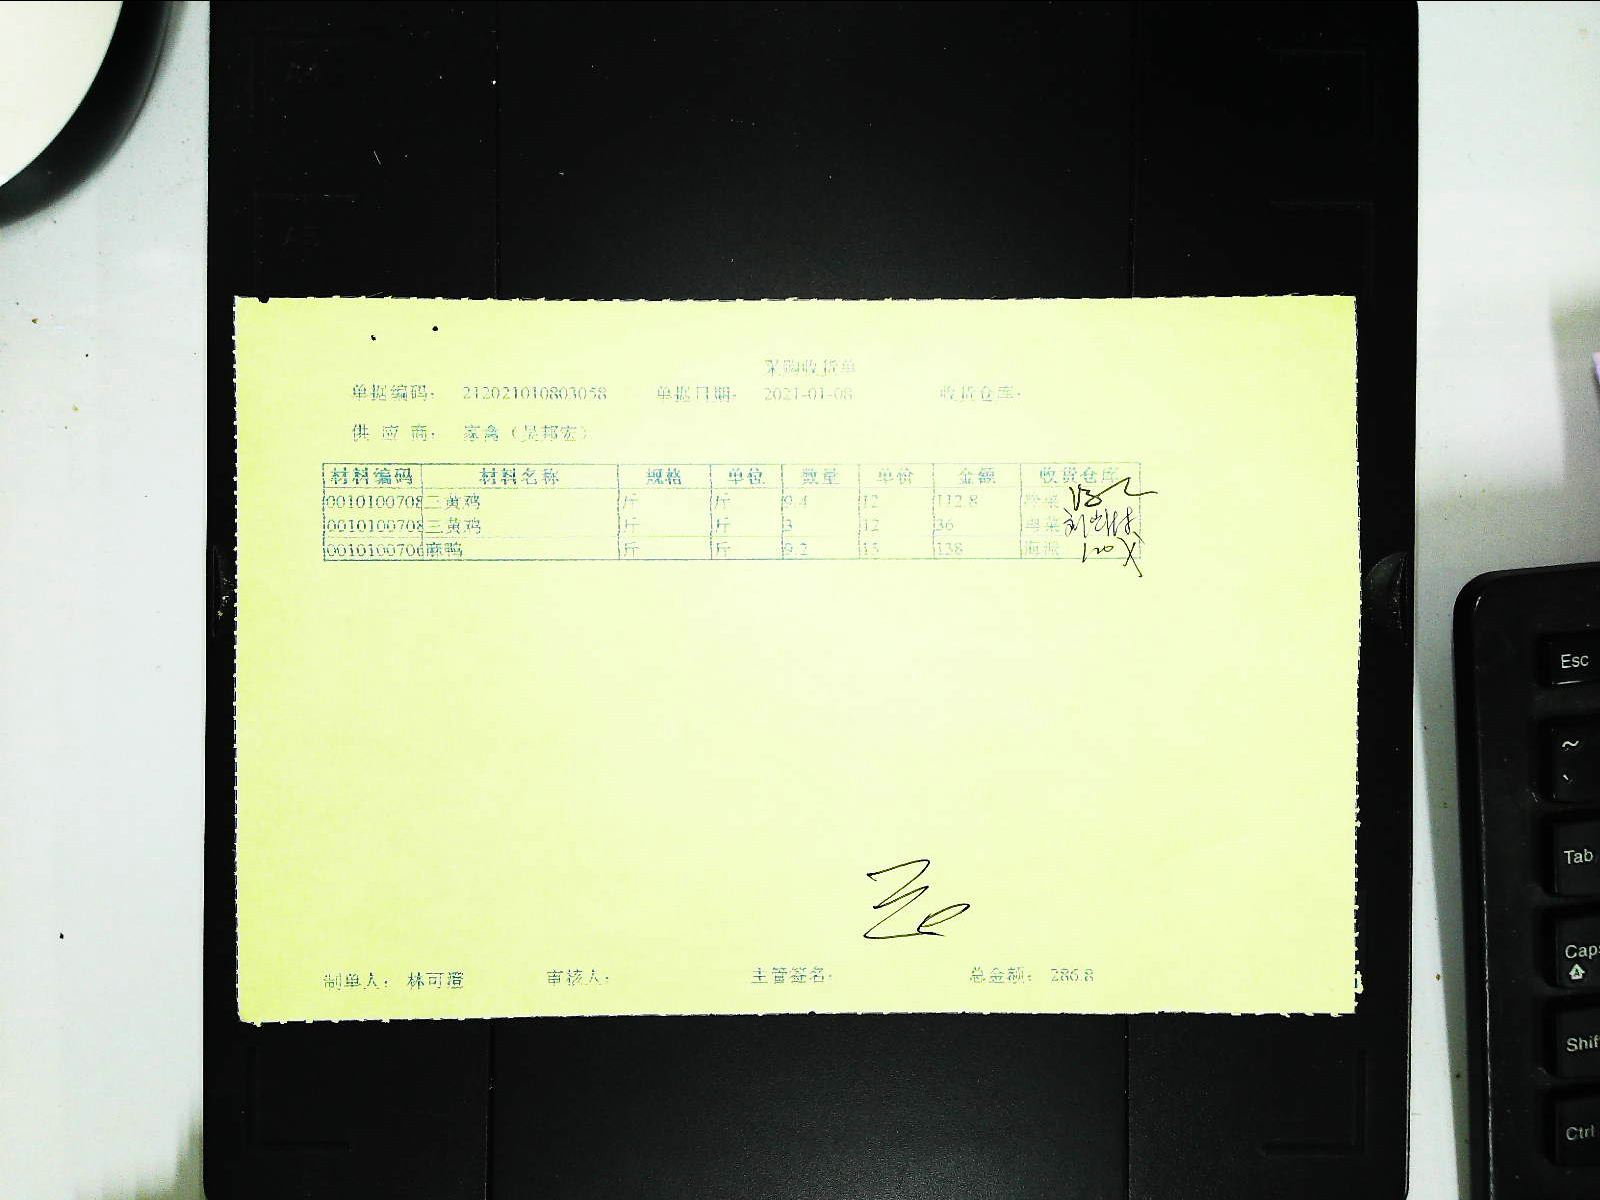 采购收货单
单据编码： 212021010803058 单据日期： 2021-01-08 收货仓库：
供 应 商： 家禽（吴邦宏）
材料编码 材料名称 规格 单位 数量 单价 金额 收货仓库
0010100708 三黄鸡 斤 斤 9.4 12 112.8
0010100708 三黄鸡 斤 斤 3 12 36 粤菜
0010100706 麻鸭 斤 斤 9.2 15 138 海派
制单人： 林可澄 审核人： 主管签名： 总金额： 286.8
Esc
~
Tab
Caps
Shift
Ctrl